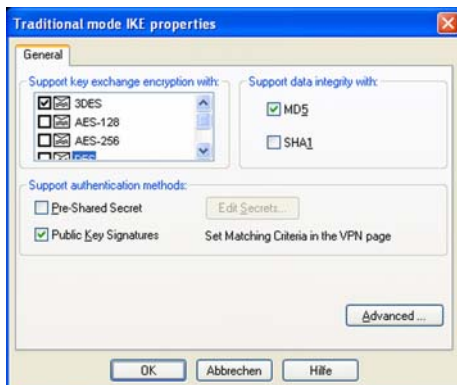 Traditional mode IKE properties
General
Support key exchange encryption with:
3DES
AES-128
AES-256
DES
Support data integrity with:
MD5
SHA1
Support authentication methods:
Pre-Shared Secret
Edit Secrets...
Public Key Signatures
Set Matching Criteria in the VPN page
Advanced ...
OK
Abbrechen
Hilfe